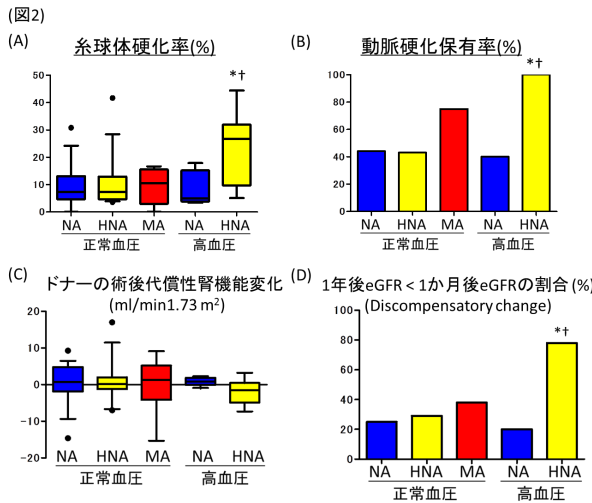 (図2)
(A)
糸球体硬化率(%)
*†
50
40
30
20
10
0
NA HNA MA NA HNA
正常血圧 高血圧
(B)
動脈硬化保有率(%)
*†
100
80
60
40
20
0
NA HNA MA NA HNA
正常血圧 高血圧
(C)
ドナーの術後代償性腎機能変化
(ml/min1.73 m²)
20
10
0
-10
-20
NA HNA MA NA HNA
正常血圧 高血圧
(D)
1年後eGFR < 1か月後eGFRの割合 (%)
(Discompensatory change)
*†
80
60
40
20
0
NA HNA MA NA HNA
正常血圧 高血圧